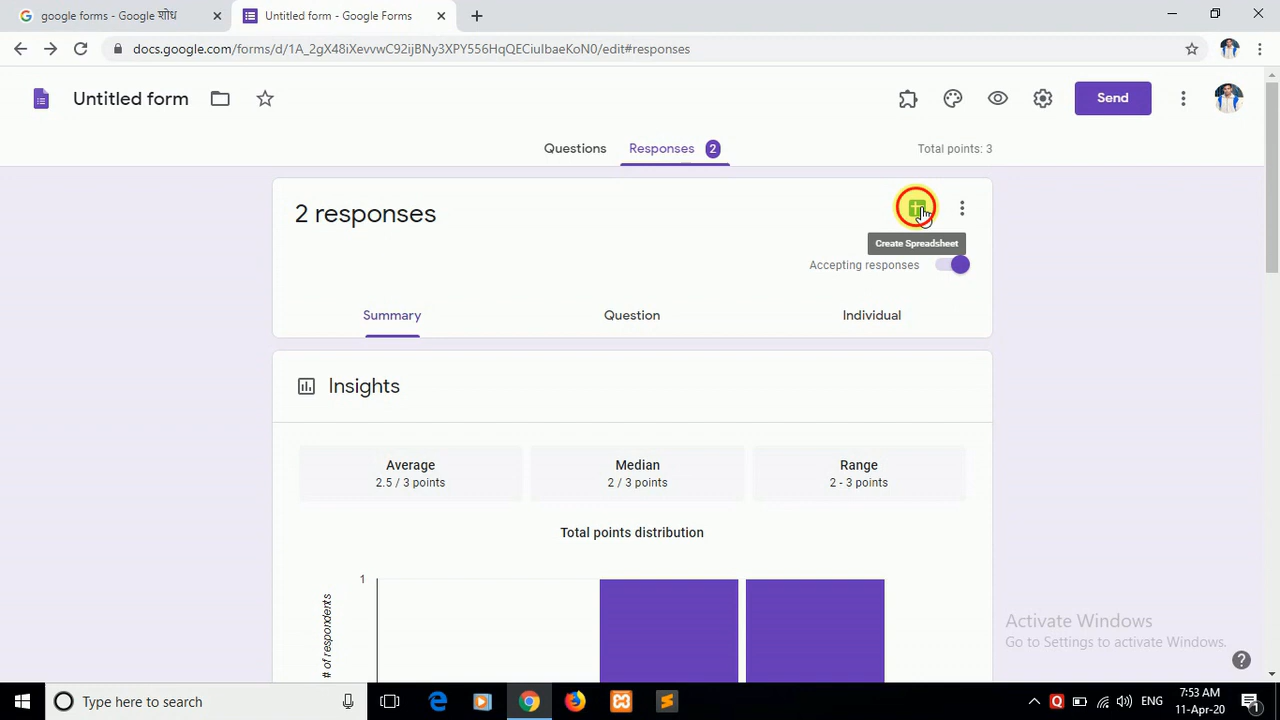 google forms - Google शोध
Untitled form - Google Forms
docs.google.com/forms/d/1A_2gX48iXevvwC92ijBNy3XPY556HqQECiuIbaeKoN0/edit#responses
Untitled form
Send
Questions
Responses 2
Total points: 3
2 responses
Create Spreadsheet
Accepting responses
Summary
Question
Individual
Insights
Average
2.5 / 3 points
Median
2 / 3 points
Range
2 - 3 points
Total points distribution
1
# of respondents
Activate Windows
Go to Settings to activate Windows.
Type here to search
ENG
7:53 AM
11-Apr-20
1